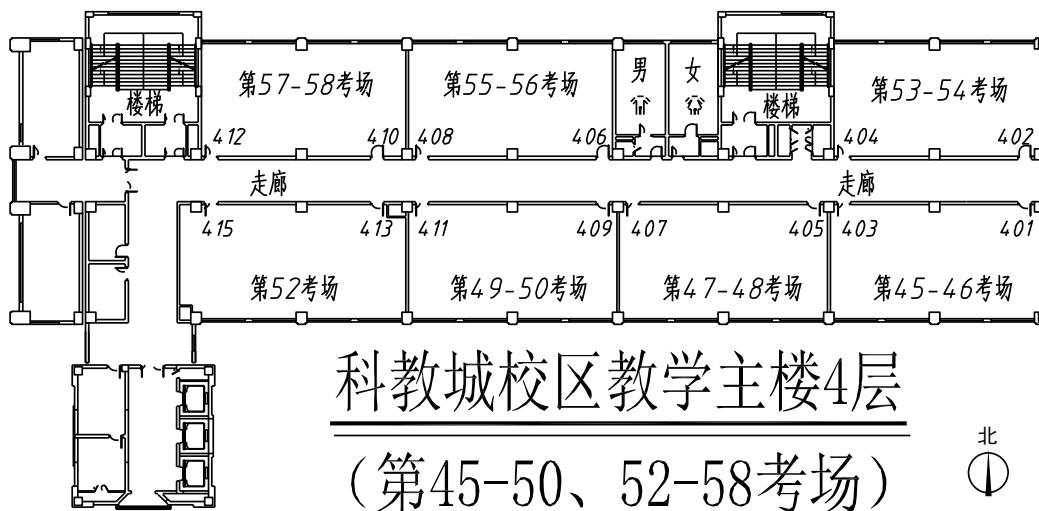 第57-58考场
第55-56考场
男
女
第53-54考场
楼梯
楼梯
412
410
408
406
404
402
走廊
走廊
415
413
411
409
407
405
403
401
第52考场
第49-50考场
第47-48考场
第45-46考场
科教城校区教学主楼4层
(第45-50、52-58考场)
北